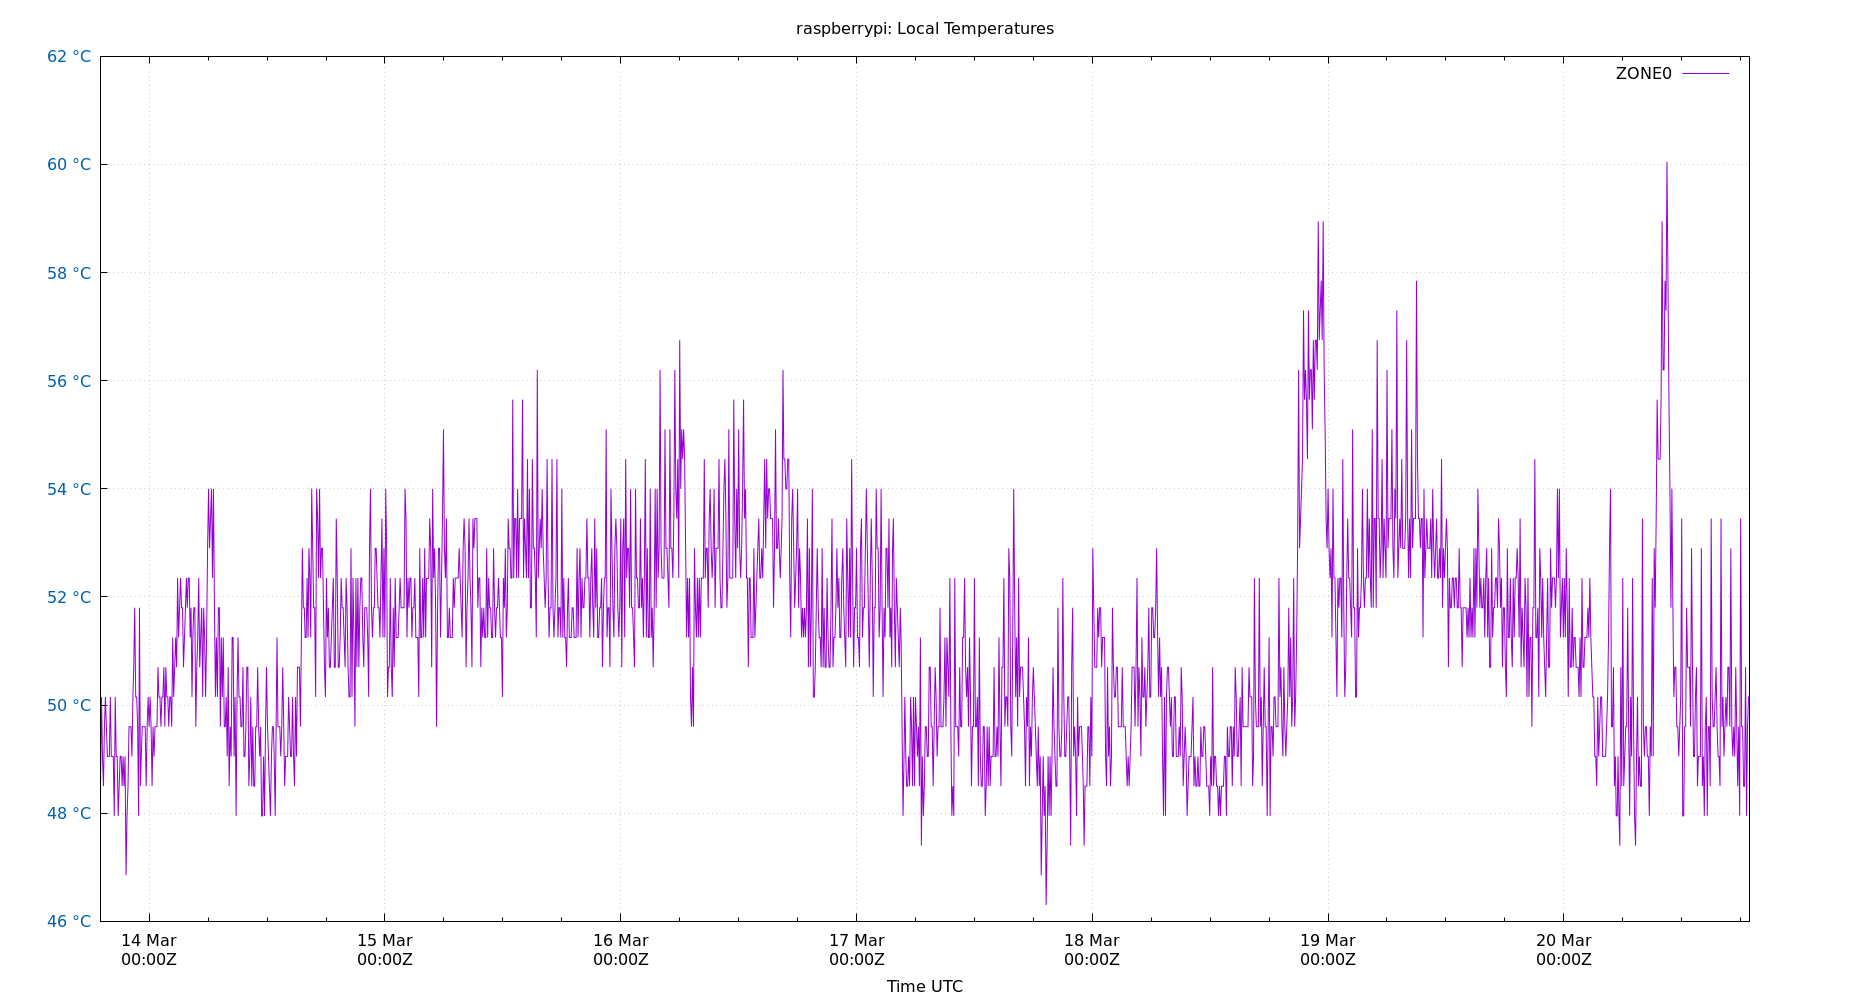 raspberrypi: Local Temperatures
62 °C
ZONE0
60 °C
58 °C
56 °C
54 °C
52 °C
50 °C
48 °C
46 °C
14 Mar 15 Mar 16 Mar 17 Mar 18 Mar 19 Mar 20 Mar
00:00Z 00:00Z 00:00Z 00:00Z 00:00Z 00:00Z 00:00Z
Time UTC